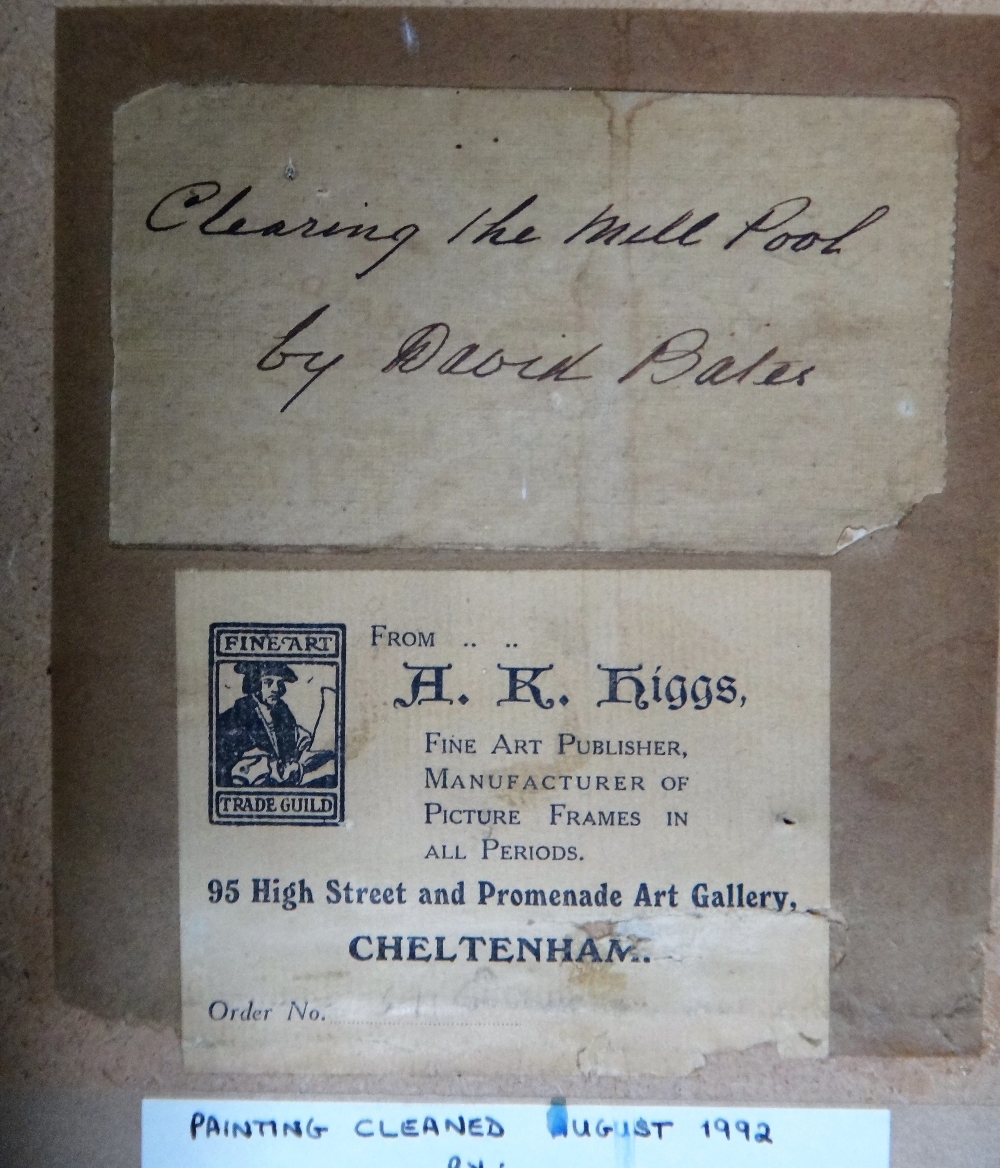 Clearing the Mill Pool
by David Bates
FINE ART
TRADE GUILD
FROM .. ..
A. K. Higgs,
FINE ART PUBLISHER,
MANUFACTURER OF
PICTURE FRAMES IN
ALL PERIODS.
95 High Street and Promenade Art Gallery,
CHELTENHAM.
Order No.
PAINTING CLEANED AUGUST 1992